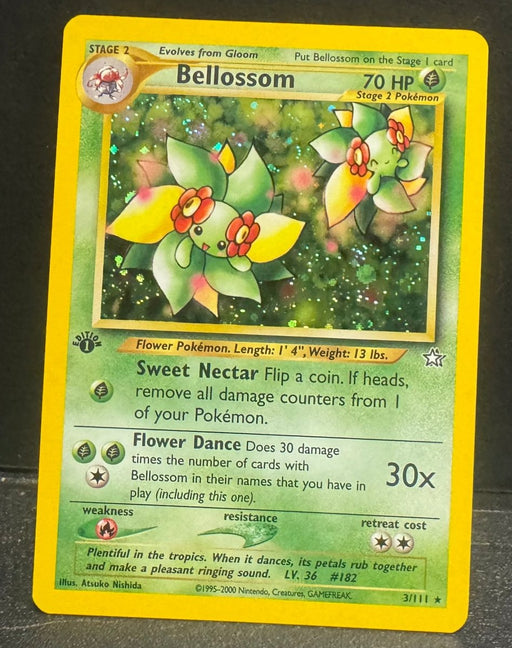 STAGE 2 Evolves from Gloom Put Bellossom on the Stage 1 card
Bellossom 70 HP
Stage 2 Pokémon
EDITION
1
Flower Pokémon. Length: 1' 4", Weight: 13 lbs.
Sweet Nectar Flip a coin. If heads,
remove all damage counters from 1
of your Pokémon.
Flower Dance Does 30 damage
times the number of cards with
Bellossom in their names that you have in
play (including this one).
30x
weakness resistance retreat cost
Plentiful in the tropics. When it dances, its petals rub together
and make a pleasant ringing sound. LV. 36 #182
Illus. Atsuko Nishida ©1995-2000 Nintendo, Creatures, GAMEFREAK. 3/111 ★